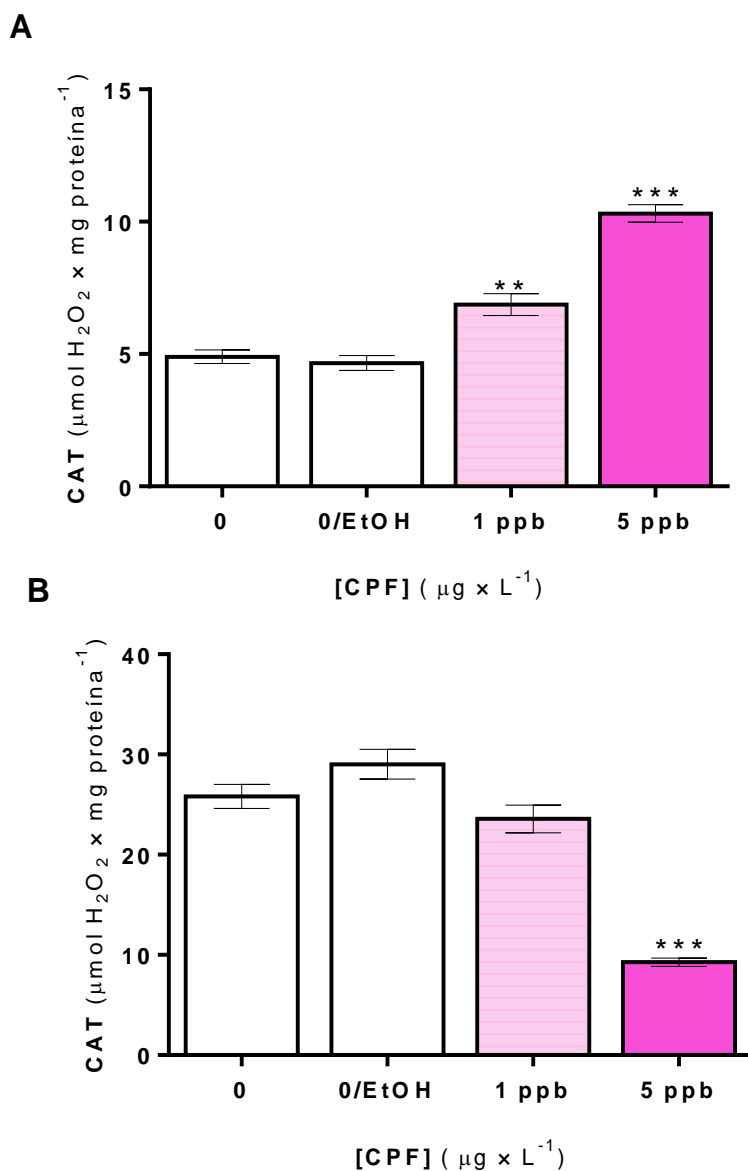 A
CAT (μmol H₂O₂ × mg proteína⁻¹)
15
10
5
0
**
***
0 0/EtOH 1 ppb 5 ppb
[CPF] ( μg × L⁻¹)
B
CAT (μmol H₂O₂ × mg proteína⁻¹)
40
30
20
10
0
***
0 0/EtOH 1 ppb 5 ppb
[CPF] ( μg × L⁻¹)